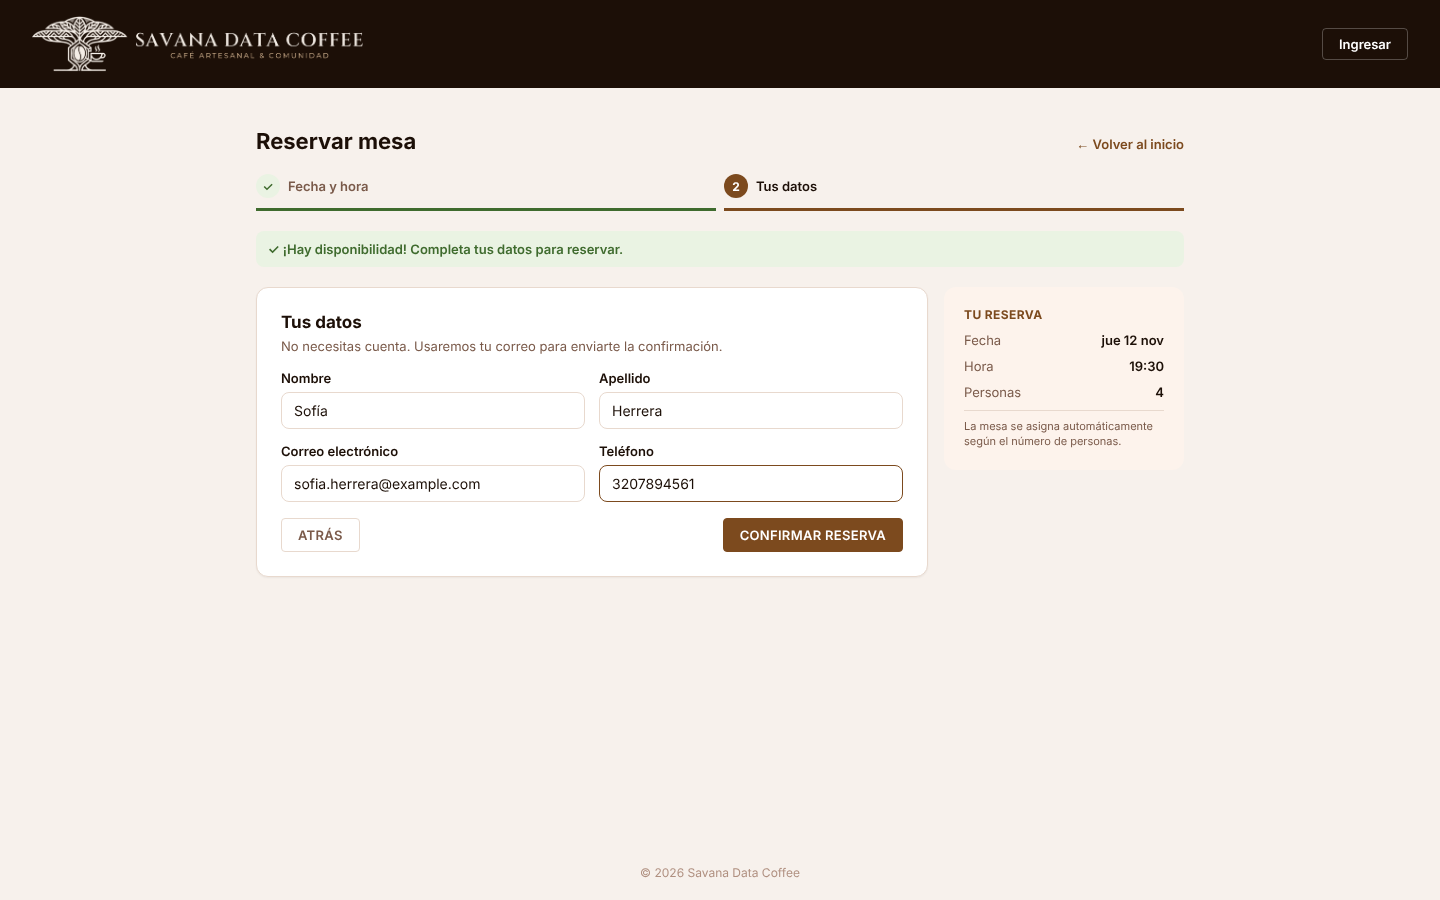 SAVANA DATA COFFEE
CAFÉ ARTESANAL & COMUNIDAD
Ingresar
Reservar mesa
← Volver al inicio
✓ Fecha y hora
2 Tus datos
✓ ¡Hay disponibilidad! Completa tus datos para reservar.
Tus datos
No necesitas cuenta. Usaremos tu correo para enviarte la confirmación.
Nombre
Sofía
Apellido
Herrera
Correo electrónico
sofia.herrera@example.com
Teléfono
3207894561
ATRÁS
CONFIRMAR RESERVA
TU RESERVA
Fecha jue 12 nov
Hora 19:30
Personas 4
La mesa se asigna automáticamente
según el número de personas.
© 2026 Savana Data Coffee